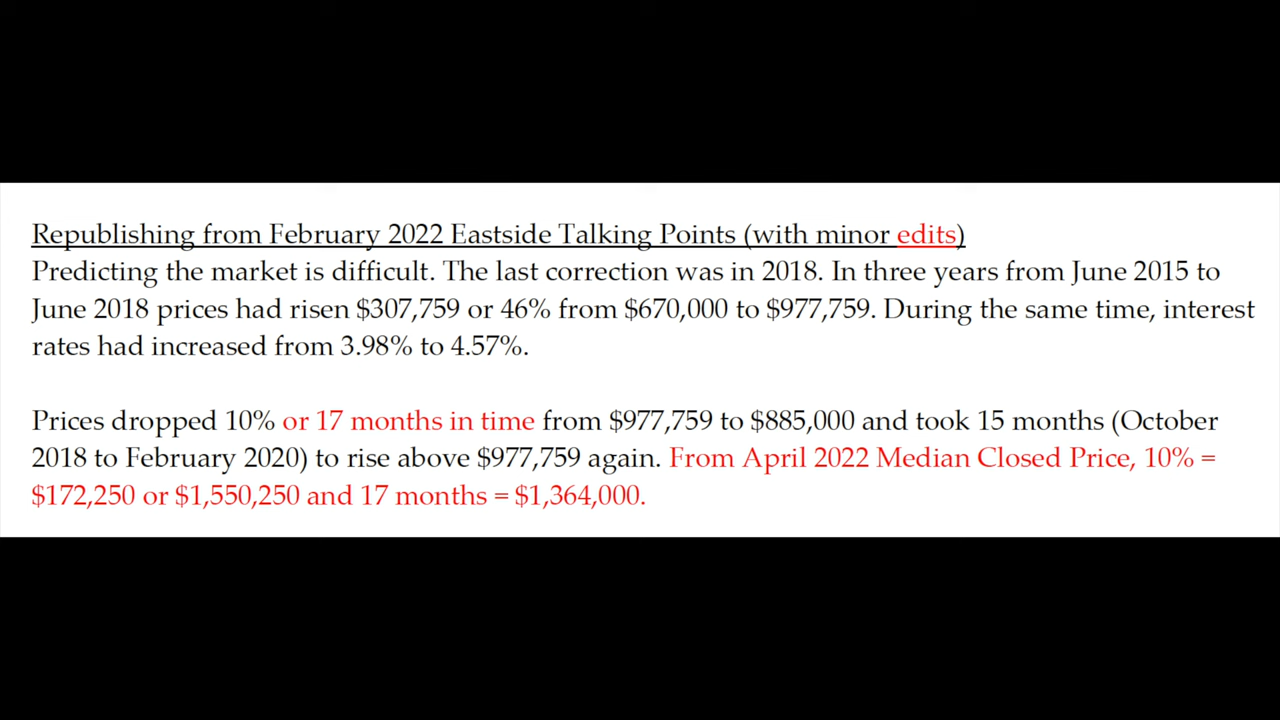 Republishing from February 2022 Eastside Talking Points (with minor edits)
Predicting the market is difficult. The last correction was in 2018. In three years from June 2015 to
June 2018 prices had risen $307,759 or 46% from $670,000 to $977,759. During the same time, interest
rates had increased from 3.98% to 4.57%.
Prices dropped 10% or 17 months in time from $977,759 to $885,000 and took 15 months (October
2018 to February 2020) to rise above $977,759 again. From April 2022 Median Closed Price, 10% =
$172,250 or $1,550,250 and 17 months = $1,364,000.